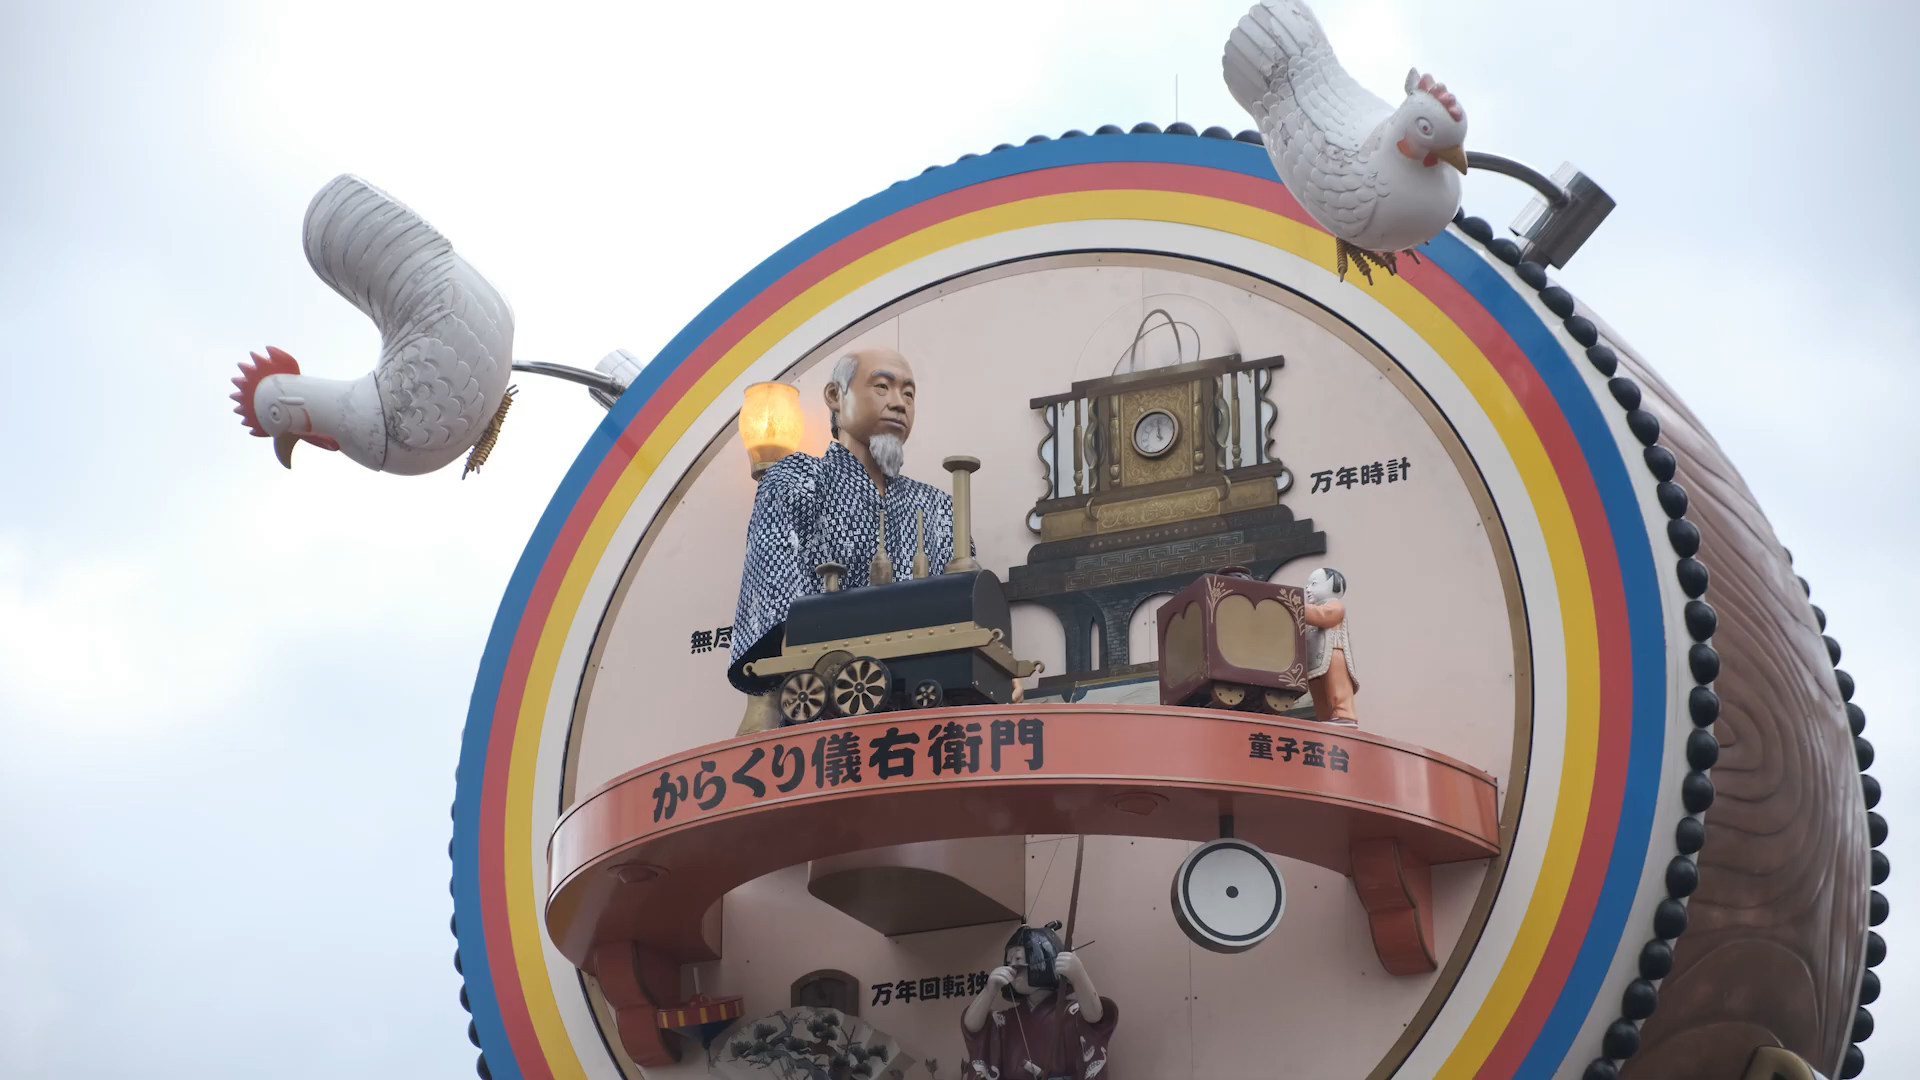 万年時計
無尽
からくり儀右衛門
童子盃台
万年回転独